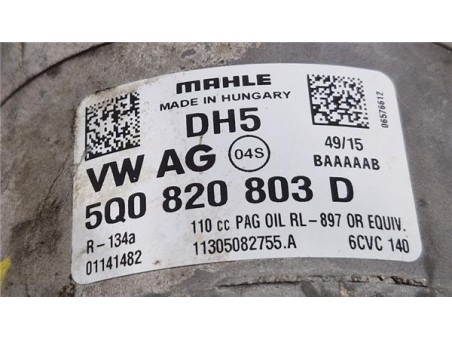 MAHLE
MADE IN HUNGARY
DH5
VW AG 04S
49/15
BAAAAAB
06576612
5Q0 820 803 D
R-134a
110 cc PAG OIL RL-897 OR EQUIV.
01141482
11305082755.A
6CVC 140